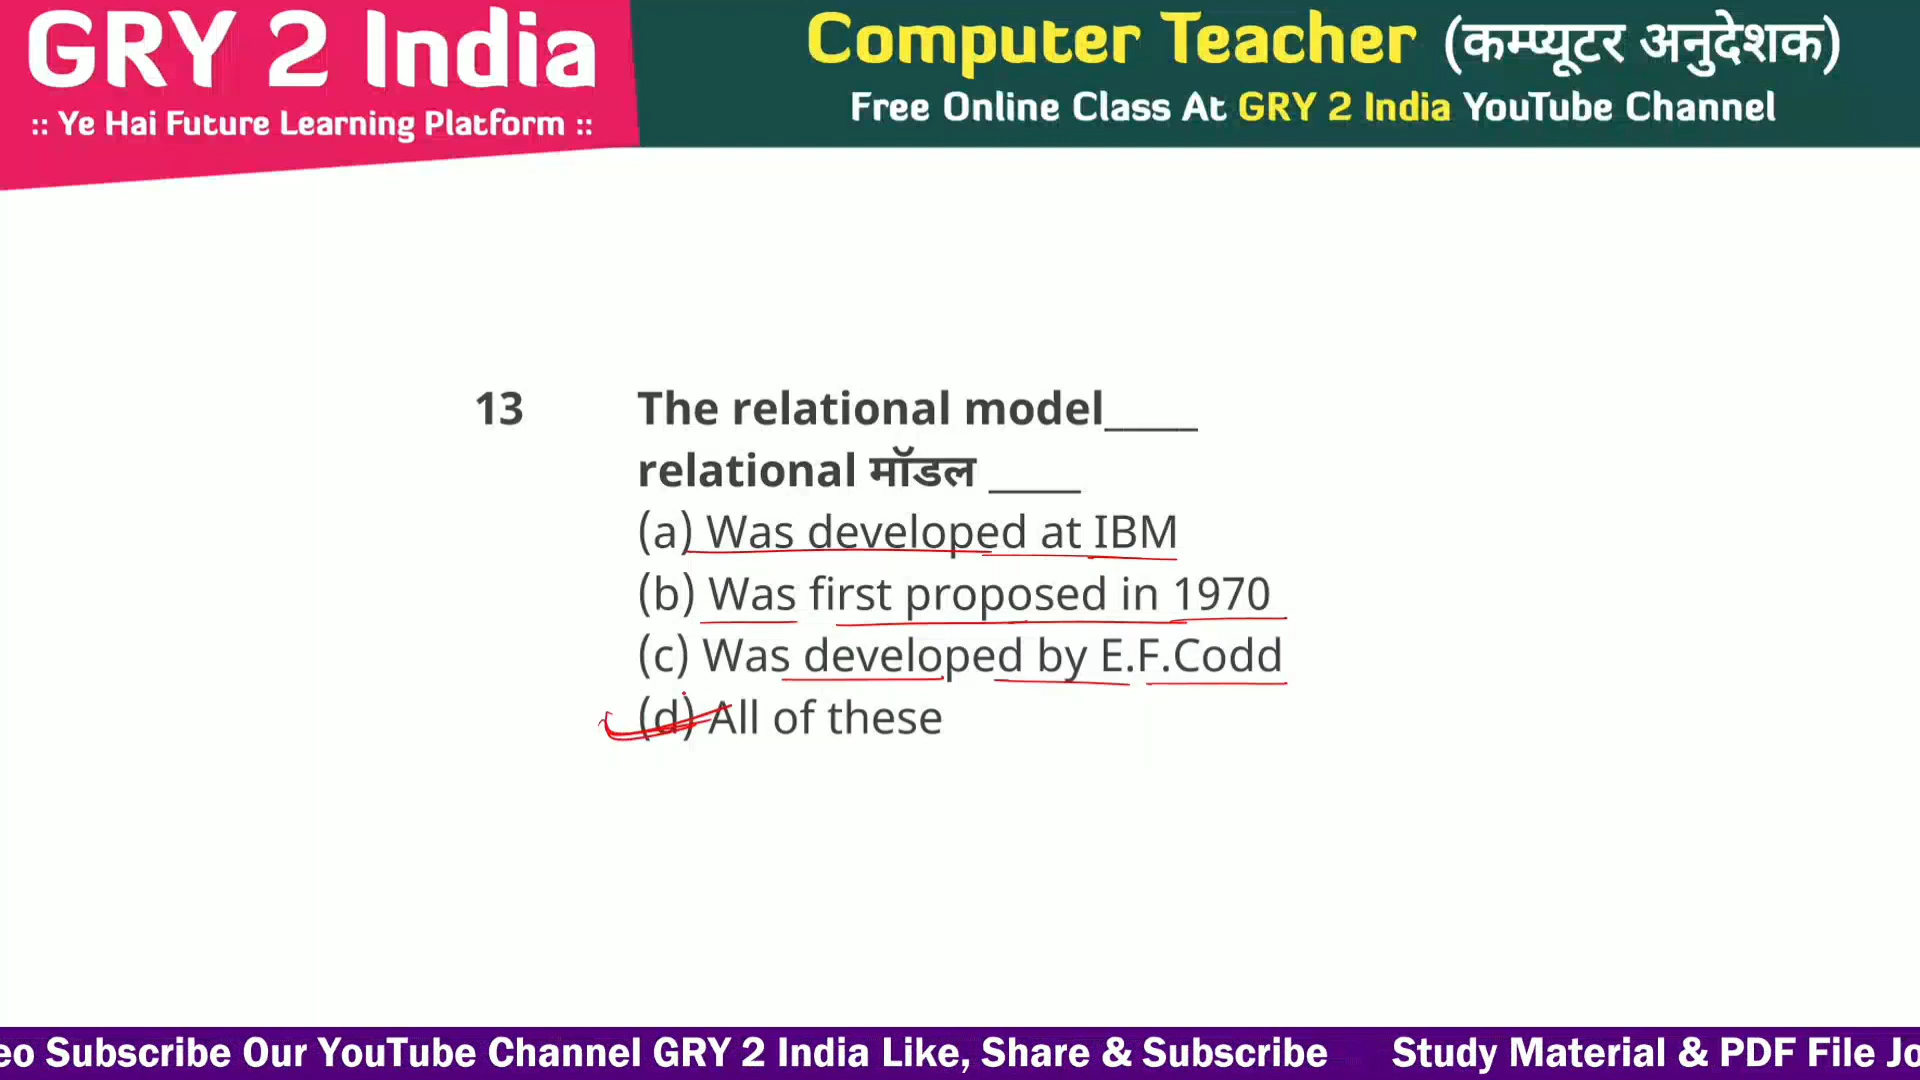 GRY 2 India
:: Ye Hai Future Learning Platform ::
Computer Teacher (कम्प्यूटर अनुदेशक)
Free Online Class At GRY 2 India YouTube Channel
13 The relational model_____
relational मॉडल _____
(a) Was developed at IBM
(b) Was first proposed in 1970
(c) Was developed by E.F.Codd
(d) All of these
eo Subscribe Our YouTube Channel GRY 2 India Like, Share & Subscribe Study Material & PDF File Jo